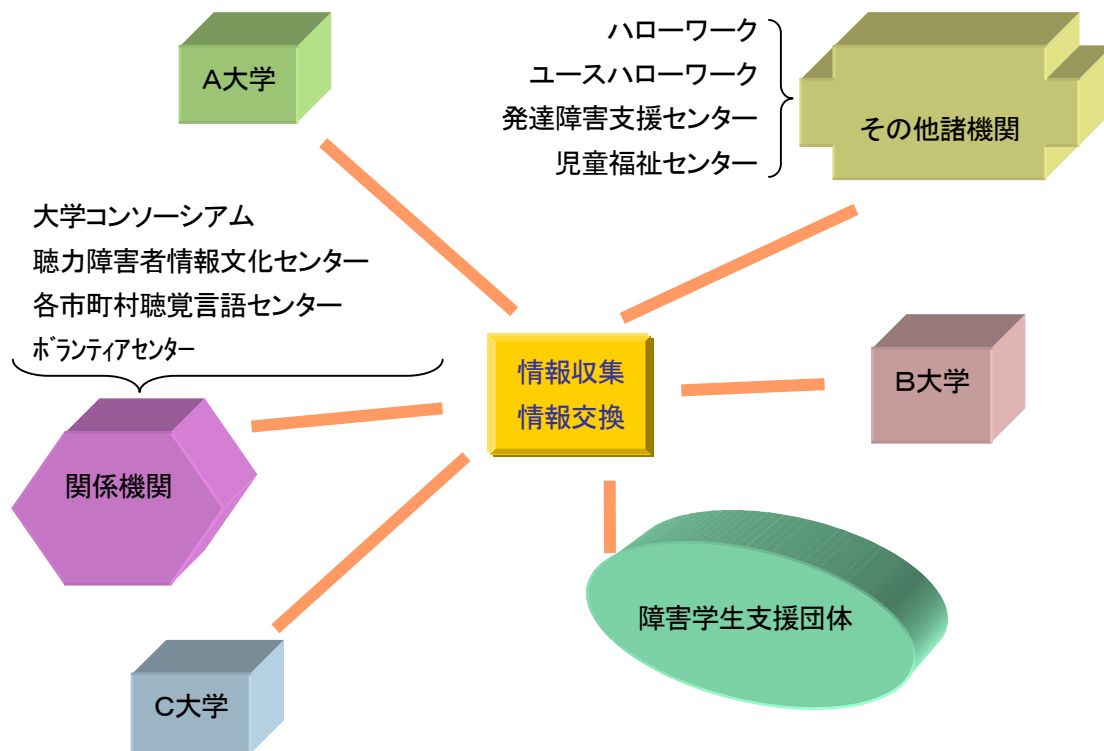 A大学
ハローワーク
ユースハローワーク
発達障害支援センター
児童福祉センター
その他諸機関
大学コンソーシアム
聴力障害者情報文化センター
各市町村聴覚言語センター
ボランティアセンター
情報収集
情報交換
B大学
関係機関
障害学生支援団体
C大学